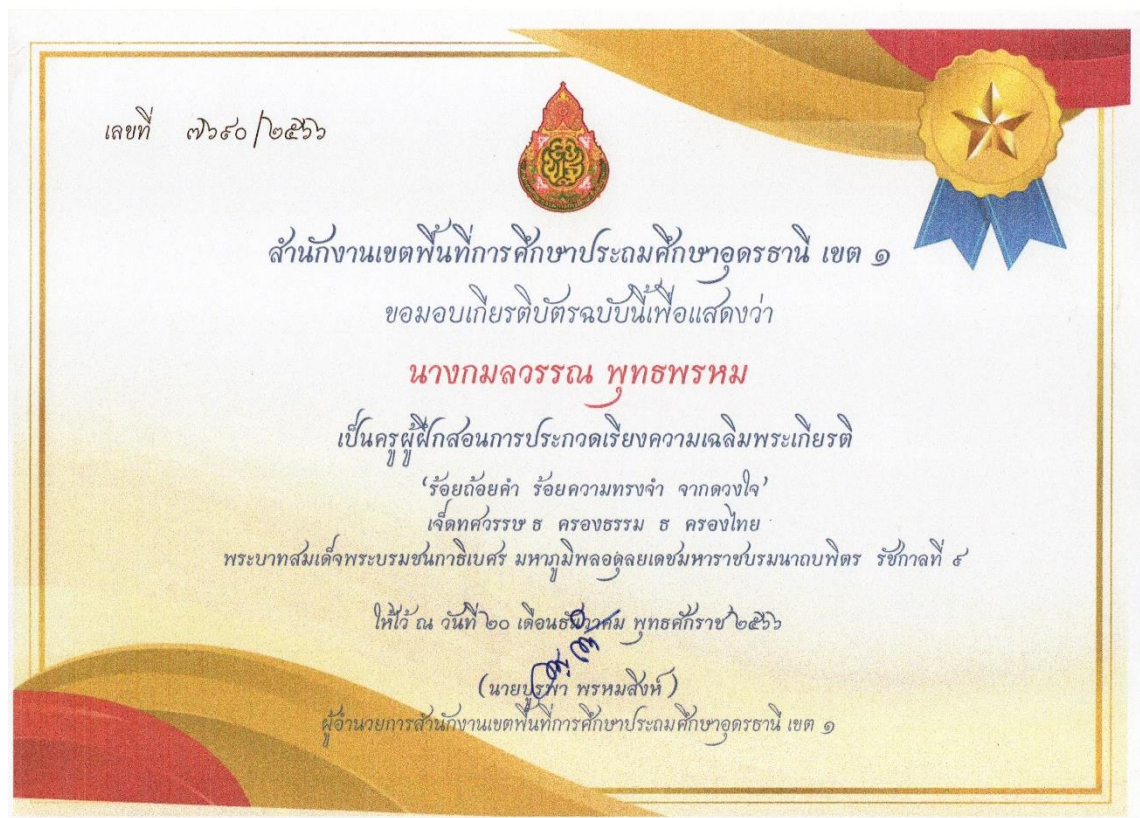 เลขที่ ๗๖๙๐/๒๕๖๖
สำนักงานเขตพื้นที่การศึกษาประถมศึกษาอุดรธานี เขต ๑
ขอมอบเกียรติบัตรฉบับนี้เพื่อแสดงว่า
นางกมลวรรณ พุทธพรหม
เป็นครูผู้ฝึกสอนการประกวดเรียงความเฉลิมพระเกียรติ
‘ร้อยถ้อยคำ ร้อยความทรงจำ จากดวงใจ’
เจ็ดทศวรรษ ธ ครองธรรม ธ ครองไทย
พระบาทสมเด็จพระบรมชนกาธิเบศร มหาภูมิพลอดุลยเดชมหาราชบรมนาถบพิตร รัชกาลที่ ๙
ให้ไว้ ณ วันที่ ๒๐ เดือนธันวาคม พุทธศักราช ๒๕๖๖
(นายบูรพา พรหมสิงห์)
ผู้อำนวยการสำนักงานเขตพื้นที่การศึกษาประถมศึกษาอุดรธานี เขต ๑